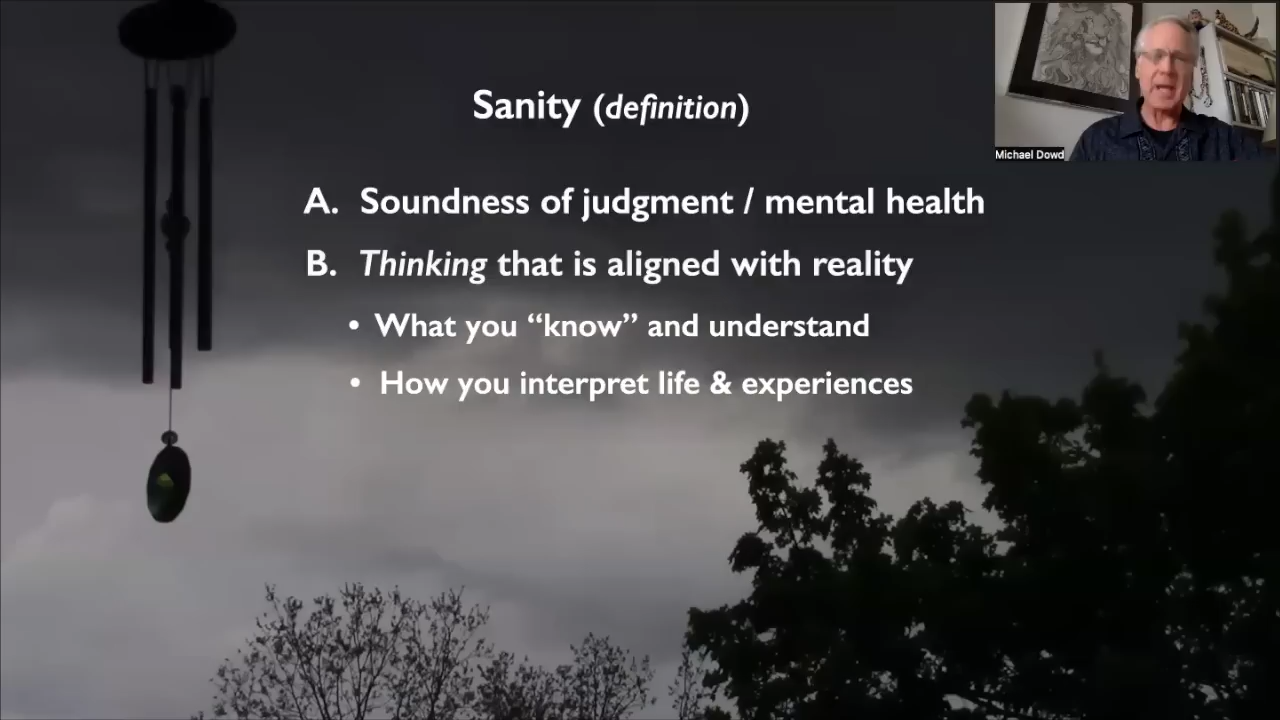 Sanity (definition)
Michael Dowd
A. Soundness of judgment / mental health
B. Thinking that is aligned with reality
• What you “know” and understand
• How you interpret life & experiences